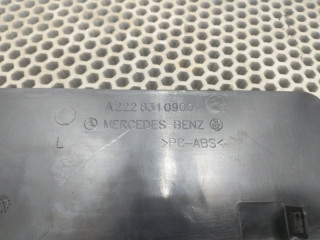 A2228310900
MERCEDES-BENZ
L >PC-ABS<